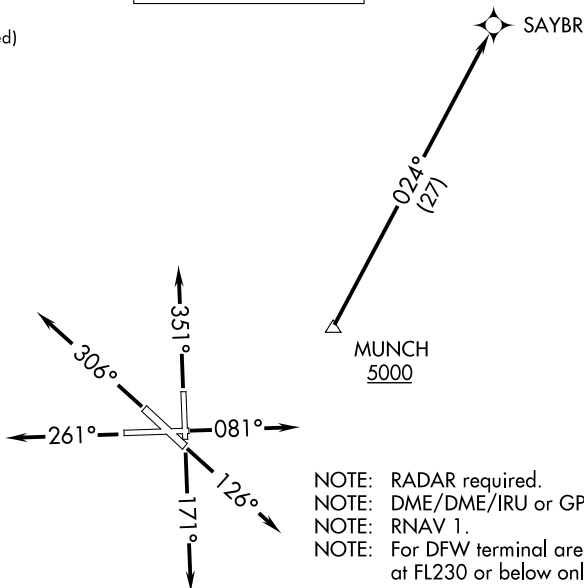 ed)
SAYBR
024°
(27)
MUNCH
5000
351°
306°
261°
081°
126°
171°
NOTE: RADAR required.
NOTE: DME/DME/IRU or GP
NOTE: RNAV 1.
NOTE: For DFW terminal are
at FL230 or below onl